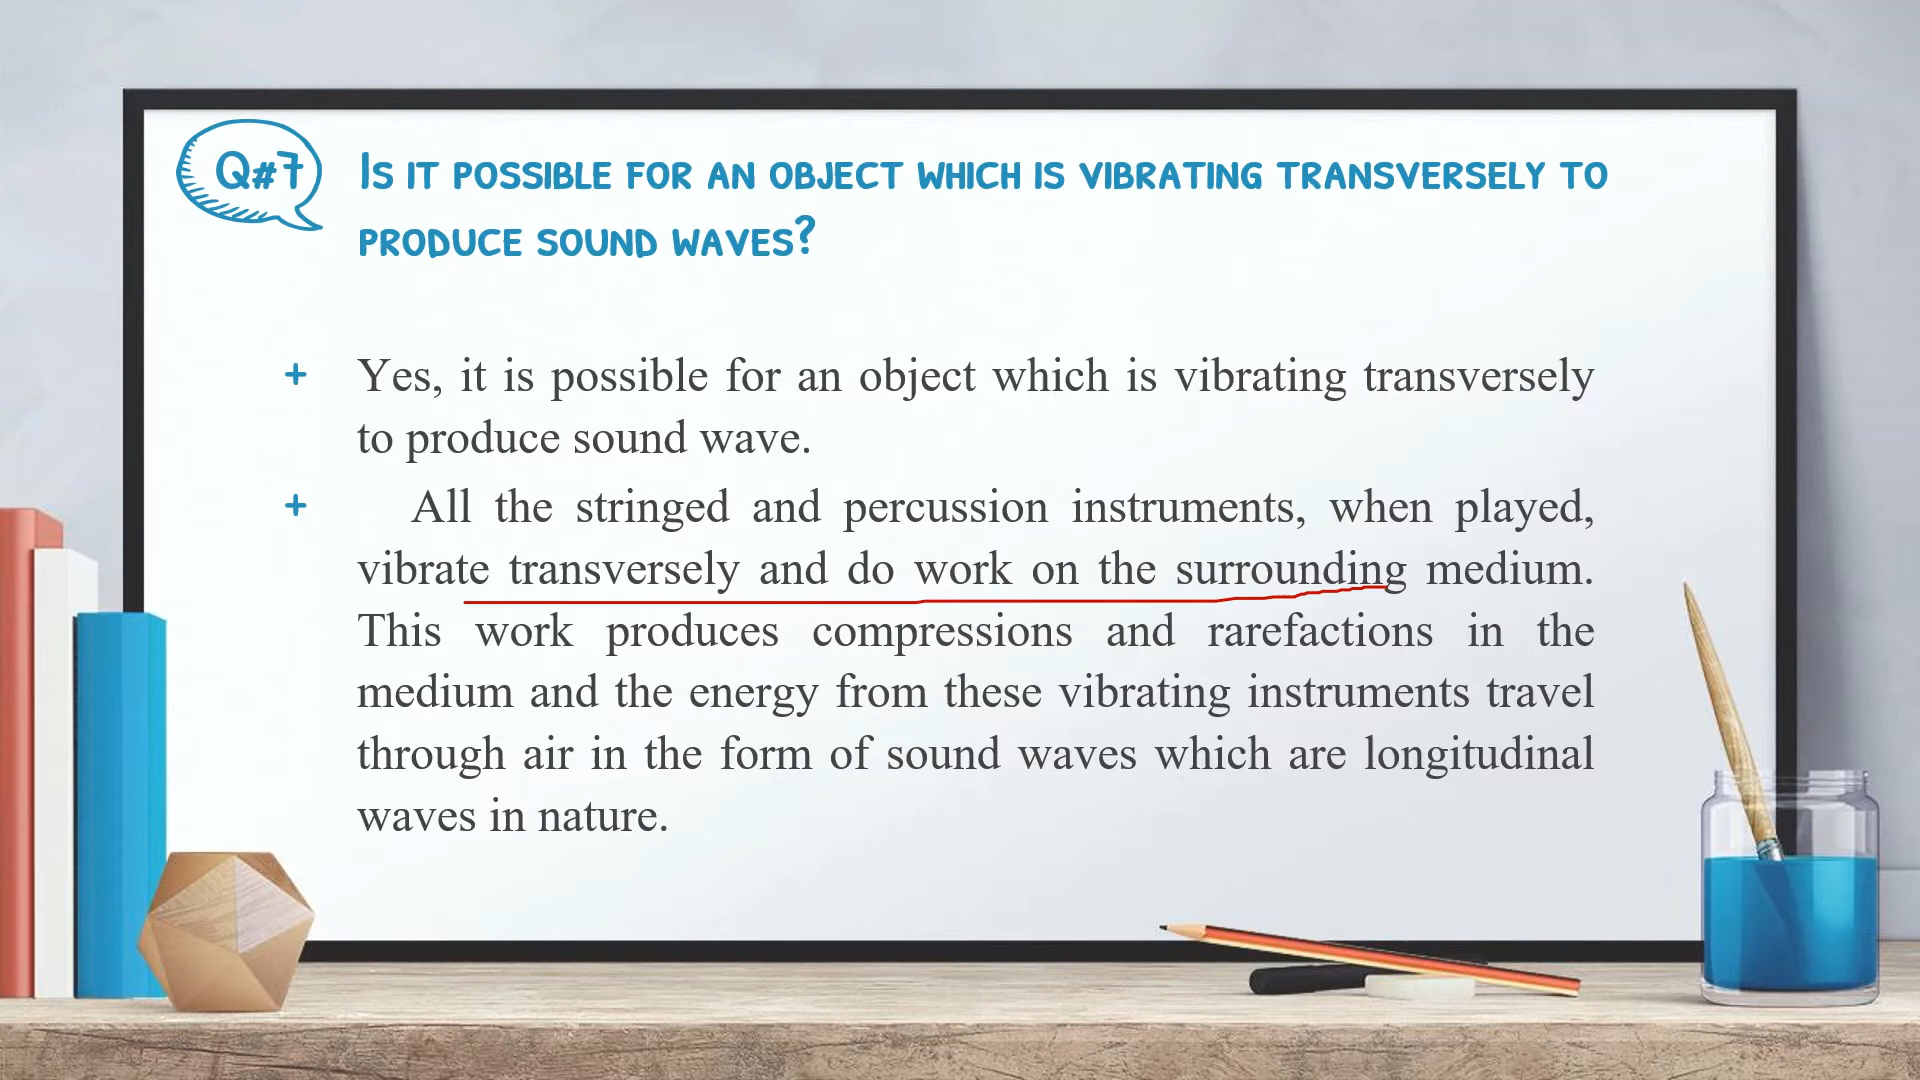 Q#7
Is it possible for an object which is vibrating transversely to
produce sound waves?
+ Yes, it is possible for an object which is vibrating transversely
to produce sound wave.
+ All the stringed and percussion instruments, when played,
vibrate transversely and do work on the surrounding medium.
This work produces compressions and rarefactions in the
medium and the energy from these vibrating instruments travel
through air in the form of sound waves which are longitudinal
waves in nature.